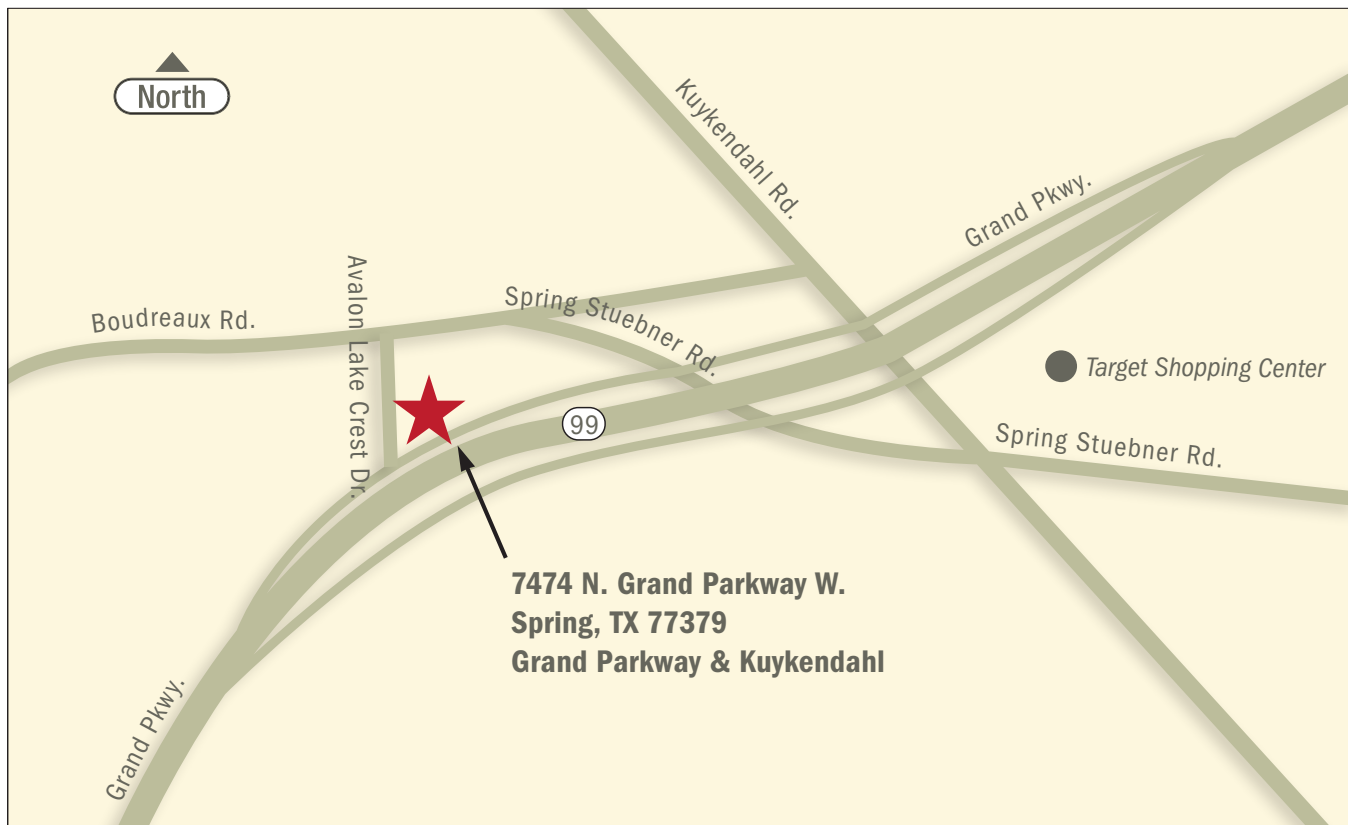 North
Kuykendahl Rd.
Grand Pkwy.
Avalon Lake Crest Dr.
Spring Stuebner Rd.
Boudreaux Rd.
Target Shopping Center
99
Spring Stuebner Rd.
7474 N. Grand Parkway W.
Spring, TX 77379
Grand Parkway & Kuykendahl
Grand Pkwy.